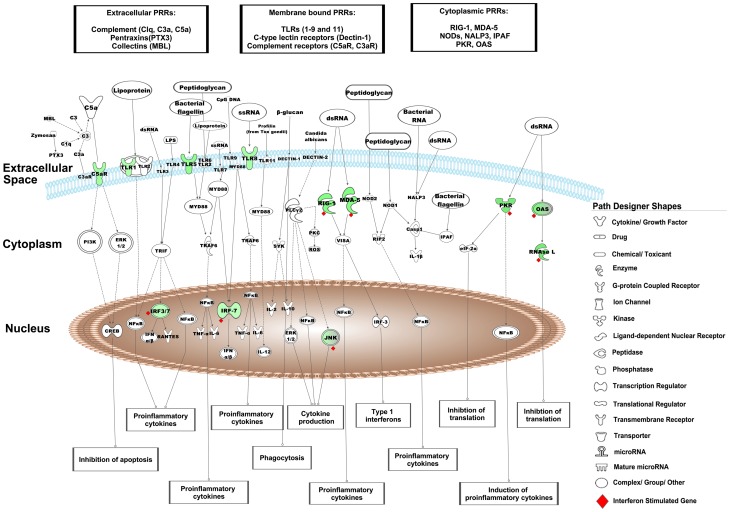 Extracellular PRRs:
Complement (Clq, C3a, C5a)
Pentraxins(PTX3)
Collectins (MBL)
Membrane bound PRRs:
TLRs (1-9 and 11)
C-type lectin receptors (Dectin-1)
Complement receptors (C5aR, C3aR)
Cytoplasmic PRRs:
RIG-1, MDA-5
NODs, NALP3, IPAF
PKR, OAS
C5a
Lipoprotein
Peptidoglycan
CpG DNA
Bacterial
flagellin
Lipoprotein
ssRNA
ssRNA
β-glucan
Profilin
(from Tox gondii)
Candida
albicans
dsRNA
Peptidoglycan
Peptidoglycan
Bacterial
RNA
dsRNA
Bacterial
flagellin
dsRNA
MBL
C3
Zymosan
C3
C1q
PTX3
C3a
dsRNA
LPS
Extracellular
Space
C3aR
C5aR
TLR1
TLR2
TLR3
TLR4
TLR5
TLR6
TLR2
TLR9
TLR7
MYD88
TLR8
TLR11
DECTIN-1
DECTIN-2
RIG-1
MDA-5
NOD2
NOD1
NALP3
PKR
OAS
MYD88
MYD88
MYD88
PLCγ2
Cytoplasm
PI3K
ERK
1/2
TRIF
TRAF6
TRAF6
SYK
PKC
ROS
VISA
RIP2
Casp1
IL-1β
IPAF
eIF-2α
RNAse L
Nucleus
CREB
NFκB
IRF3/7
IFN
α/β
RANTES
NFκB
NFκB
TNF-α
IL-6
IRF-7
IFN
α/β
NFκB
TNF-α
IL-6
IL-12
IL-2
IL-10
ERK
1/2
NFκB
JNK
NFκB
IRF-3
NFκB
NFκB
Proinflammatory
cytokines
Proinflammatory
cytokines
Cytokine
production
Type 1
interferons
Inhbtion of
translation
Inhbtion of
translation
Inhibition of apoptosis
Phagocytosis
Proinflammatory
cytokines
Proinflammatory
cytokines
Proinflammatory
cytokines
Induction of
proinflammatory cytokines
Path Designer Shapes
Cytokine/ Growth Factor
Drug
Chemical/ Toxicant
Enzyme
G-protein Coupled Receptor
Ion Channel
Kinase
Ligand-dependent Nuclear Receptor
Peptidase
Phosphatase
Transcription Regulator
Translational Regulator
Transmembrane Receptor
Transporter
microRNA
Mature microRNA
Complex/ Group/ Other
Interferon Stimulated Gene